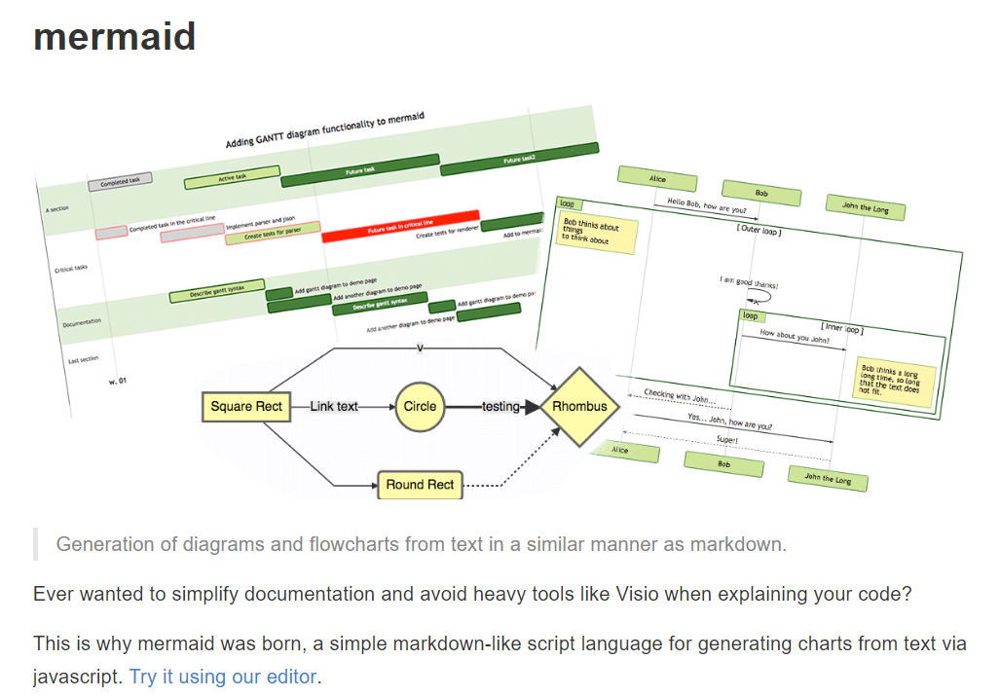 mermaid
Adding GANTT diagram functionality to mermaid
A section
Completed task
Active task
Future task
Future task2
Critical tasks
Completed task in the critical line
Implement parser and jison
Create tests for parser
Future task in critical line
Create tests for renderer
Add to mermaid
Documentation
Describe gantt syntax
Add gantt diagram to demo page
Add another diagram to demo page
Last section
Describe gantt syntax
Add gantt diagram to demo
Add another diagram to demo page
w. 01
Alice
Bob
John the Long
Hello Bob, how are you?
loop
[ Outer loop ]
Bob thinks about
things
to think about
I am good thanks!
loop
[ Inner loop ]
How about you John?
Bob thinks a long
long time, so long
that the text does
not fit.
Checking with John...
Yes... John, how are you?
Super!
Alice
Bob
John the Long
V
Square Rect
Link text
Circle
testing
Rhombus
Round Rect
Generation of diagrams and flowcharts from text in a similar manner as markdown.
Ever wanted to simplify documentation and avoid heavy tools like Visio when explaining your code?
This is why mermaid was born, a simple markdown-like script language for generating charts from text via
javascript. Try it using our editor.